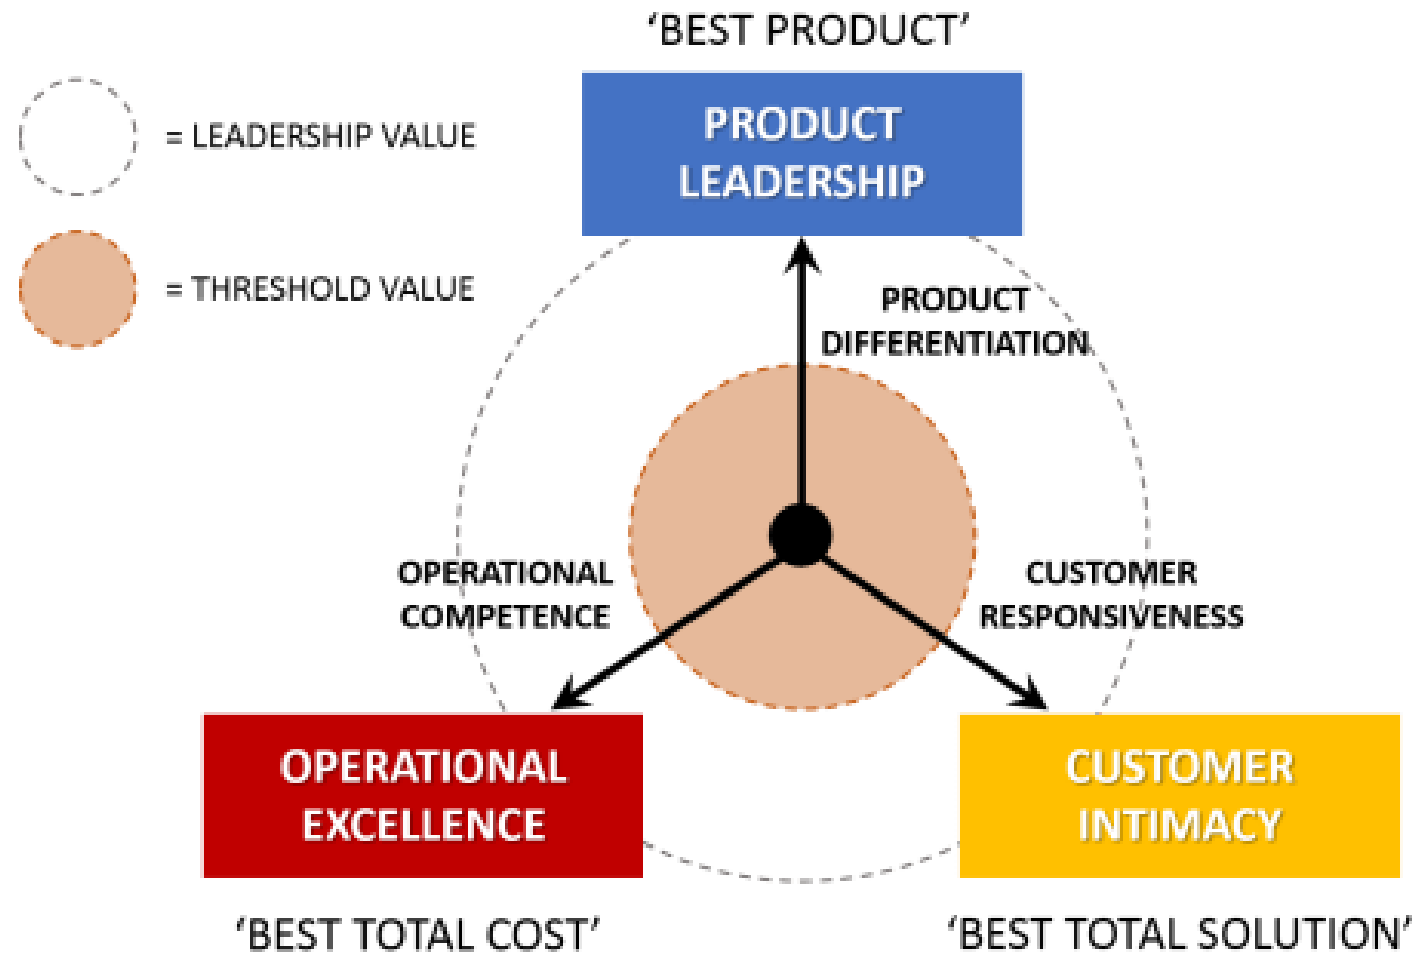 ‘BEST PRODUCT’
PRODUCT
LEADERSHIP
= LEADERSHIP VALUE
= THRESHOLD VALUE
PRODUCT
DIFFERENTIATION
OPERATIONAL
COMPETENCE
CUSTOMER
RESPONSIVENESS
OPERATIONAL
EXCELLENCE
CUSTOMER
INTIMACY
‘BEST TOTAL COST’
‘BEST TOTAL SOLUTION’